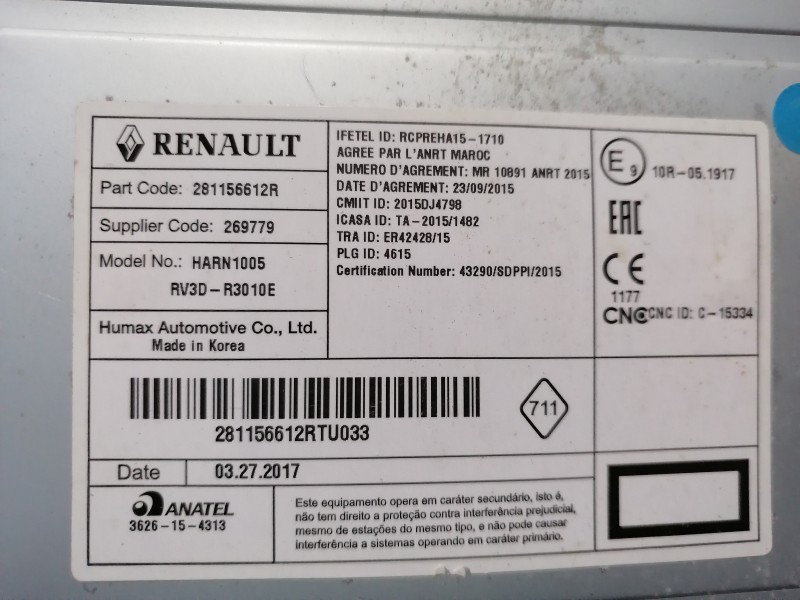 RENAULT
Part Code: 281156612R
Supplier Code: 269779
Model No.: HARN1005
RV3D-R3010E
Humax Automotive Co., Ltd.
Made in Korea
IFETEL ID: RCPREHA15-1710
AGREE PAR L'ANRT MAROC
NUMERO D'AGREMENT: MR 10891 ANRT 2015
DATE D'AGREMENT: 23/09/2015
CMIIT ID: 2015DJ4798
ICASA ID: TA-2015/1482
TRA ID: ER42428/15
PLG ID: 4615
Certification Number: 43290/SDPPI/2015
E9 10R-05.1917
EAC
CE
1177
CNC CNC ID: C-15334
281156612RTU033
711
Date 03.27.2017
ANATEL
3626-15-4313
Este equipamento opera em caráter secundário, isto é,
não tem direito a proteção contra interferência prejudicial,
mesmo de estações do mesmo tipo, e não pode causar
interferência a sistemas operando em caráter primário.